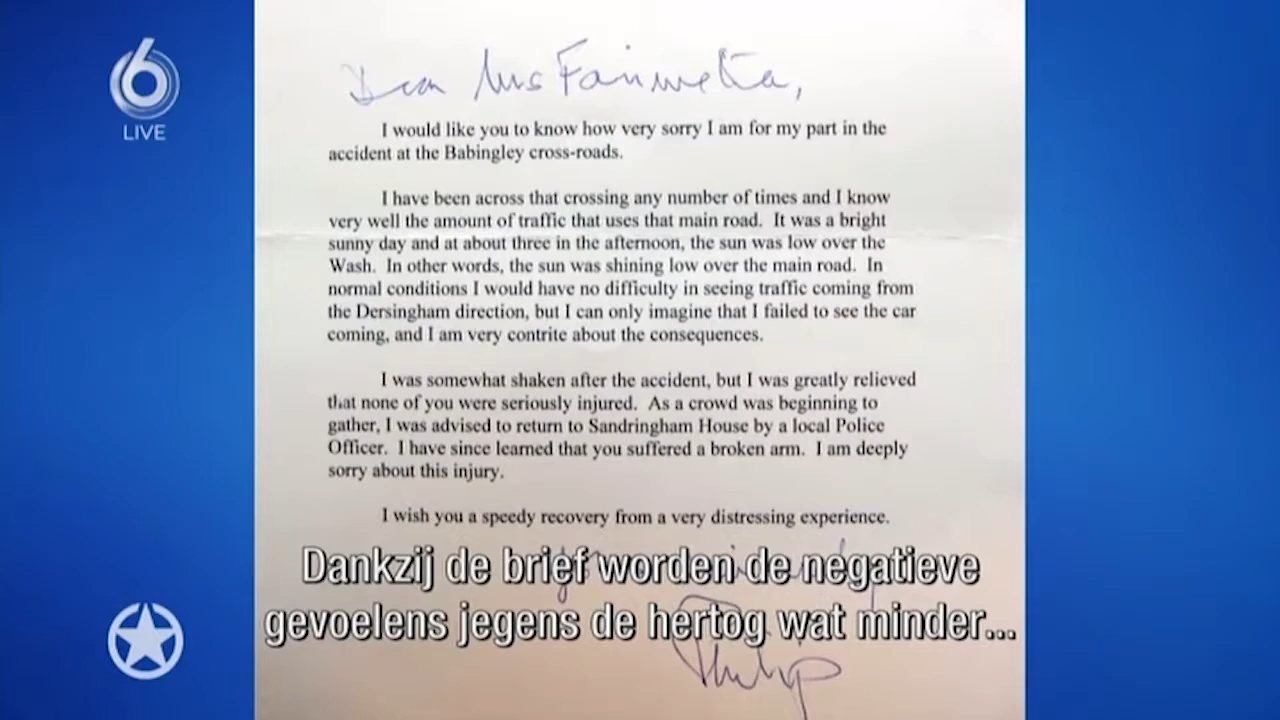 6
LIVE
Dear Mrs Fairweather,
I would like you to know how very sorry I am for my part in the
accident at the Babingley cross-roads.
I have been across that crossing any number of times and I know
very well the amount of traffic that uses that main road. It was a bright
sunny day and at about three in the afternoon, the sun was low over the
Wash. In other words, the sun was shining low over the main road. In
normal conditions I would have no difficulty in seeing traffic coming from
the Dersingham direction, but I can only imagine that I failed to see the car
coming, and I am very contrite about the consequences.
I was somewhat shaken after the accident, but I was greatly relieved
that none of you were seriously injured. As a crowd was beginning to
gather, I was advised to return to Sandringham House by a local Police
Officer. I have since learned that you suffered a broken arm. I am deeply
sorry about this injury.
I wish you a speedy recovery from a very distressing experience.
Dankzij de brief worden de negatieve
gevoelens jegens de hertog wat minder...
Philip